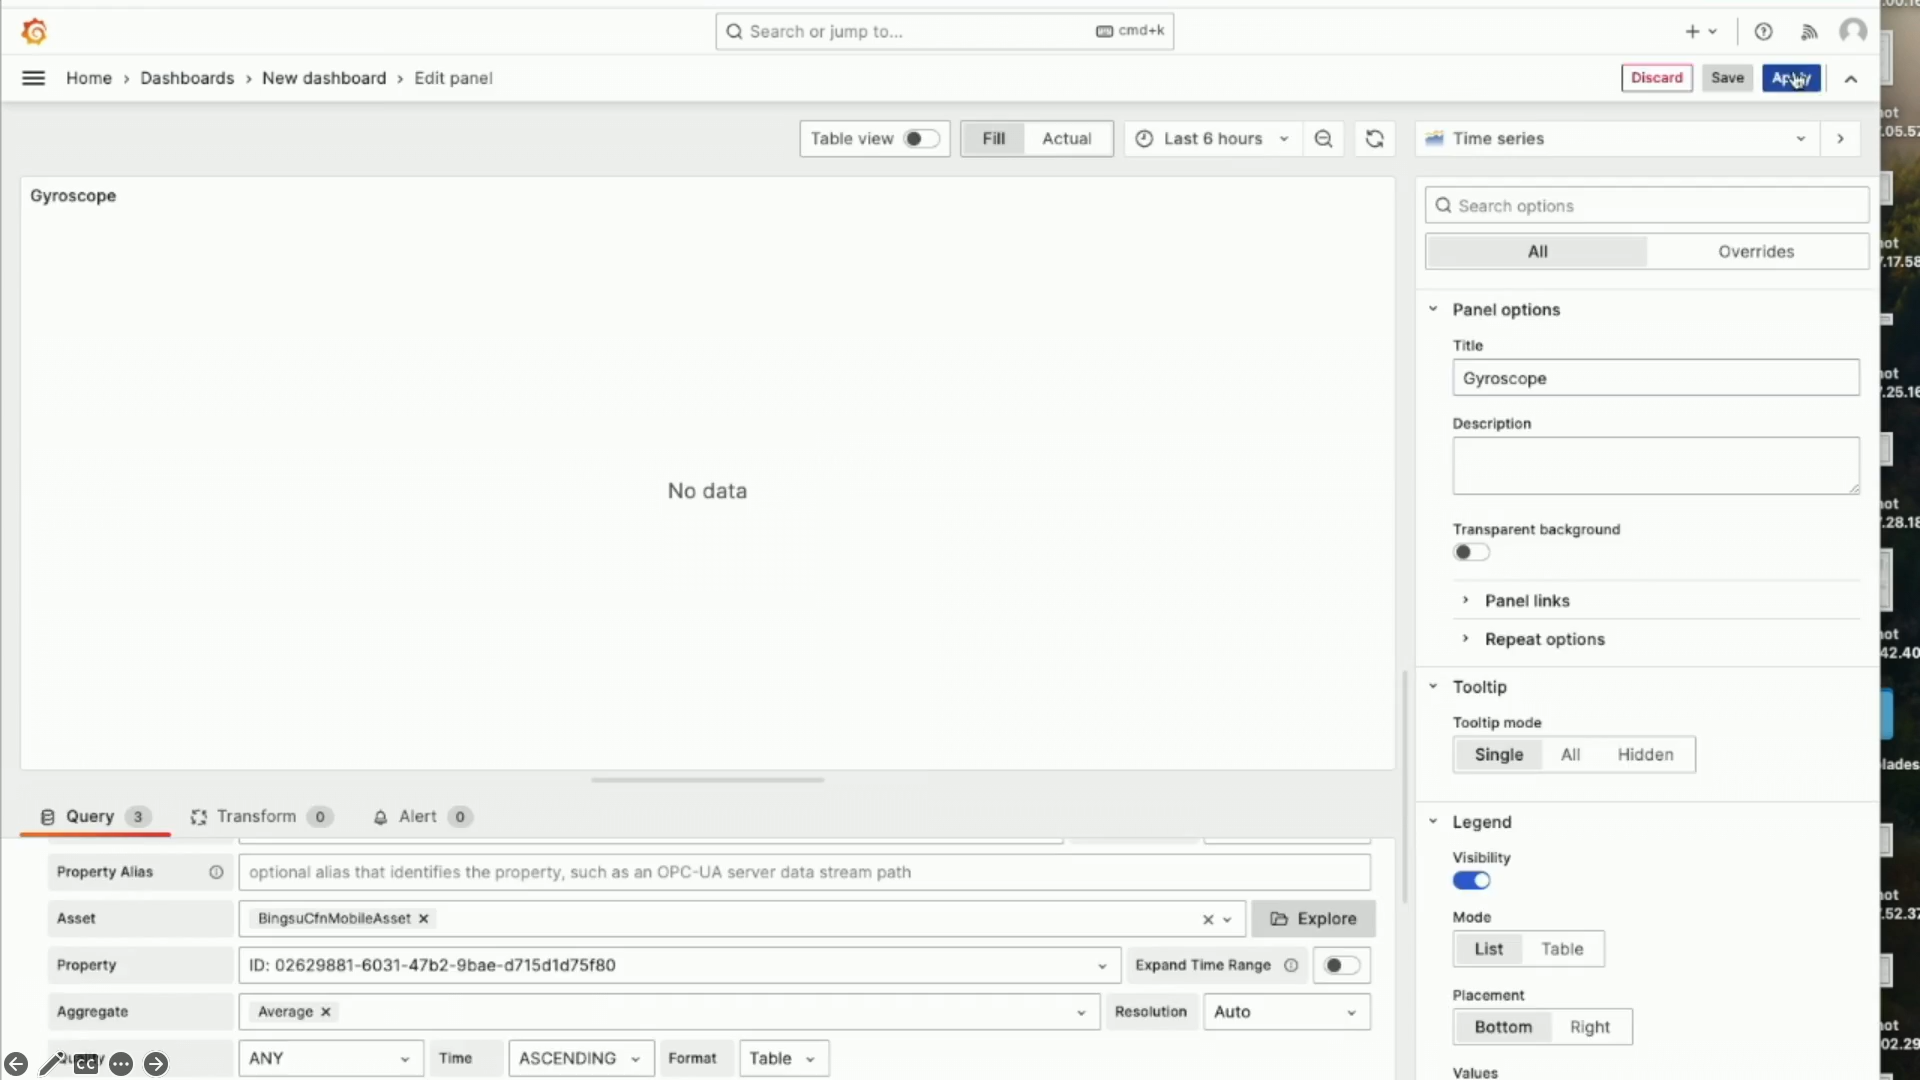 Search or jump to... cmd+k
Home › Dashboards › New dashboard › Edit panel Discard Save Apply
Table view Fill Actual Last 6 hours Time series
Gyroscope
No data
Search options
All Overrides
Panel options
Title
Gyroscope
Description
Transparent background
Panel links
Repeat options
Tooltip
Tooltip mode
Single All Hidden
Legend
Visibility
Mode
List Table
Placement
Bottom Right
Values
Query 3 Transform 0 Alert 0
Property Alias optional alias that identifies the property, such as an OPC-UA server data stream path
Asset BingsuCfnMobileAsset × Explore
Property ID: 02629881-6031-47b2-9bae-d715d1d75f80 Expand Time Range
Aggregate Average × Resolution Auto
Quality ANY Time ASCENDING Format Table
CC